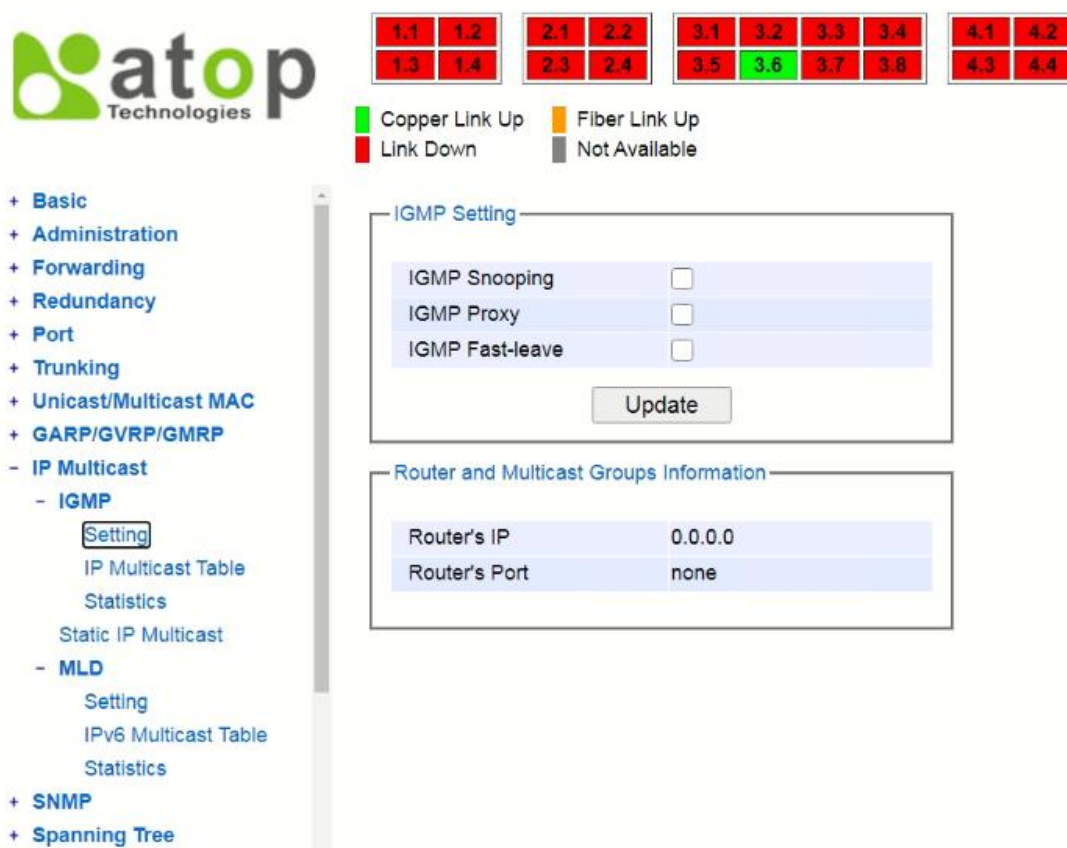 atop
Technologies
1.1 1.2 2.1 2.2 3.1 3.2 3.3 3.4 4.1 4.2
1.3 1.4 2.3 2.4 3.5 3.6 3.7 3.8 4.3 4.4
Copper Link Up Fiber Link Up
Link Down Not Available
+ Basic
+ Administration
+ Forwarding
+ Redundancy
+ Port
+ Trunking
+ Unicast/Multicast MAC
+ GARP/GVRP/GMRP
- IP Multicast
- IGMP
Setting
IP Multicast Table
Statistics
Static IP Multicast
- MLD
Setting
IPv6 Multicast Table
Statistics
+ SNMP
+ Spanning Tree
IGMP Setting
IGMP Snooping
IGMP Proxy
IGMP Fast-leave
Update
Router and Multicast Groups Information
Router's IP 0.0.0.0
Router's Port none